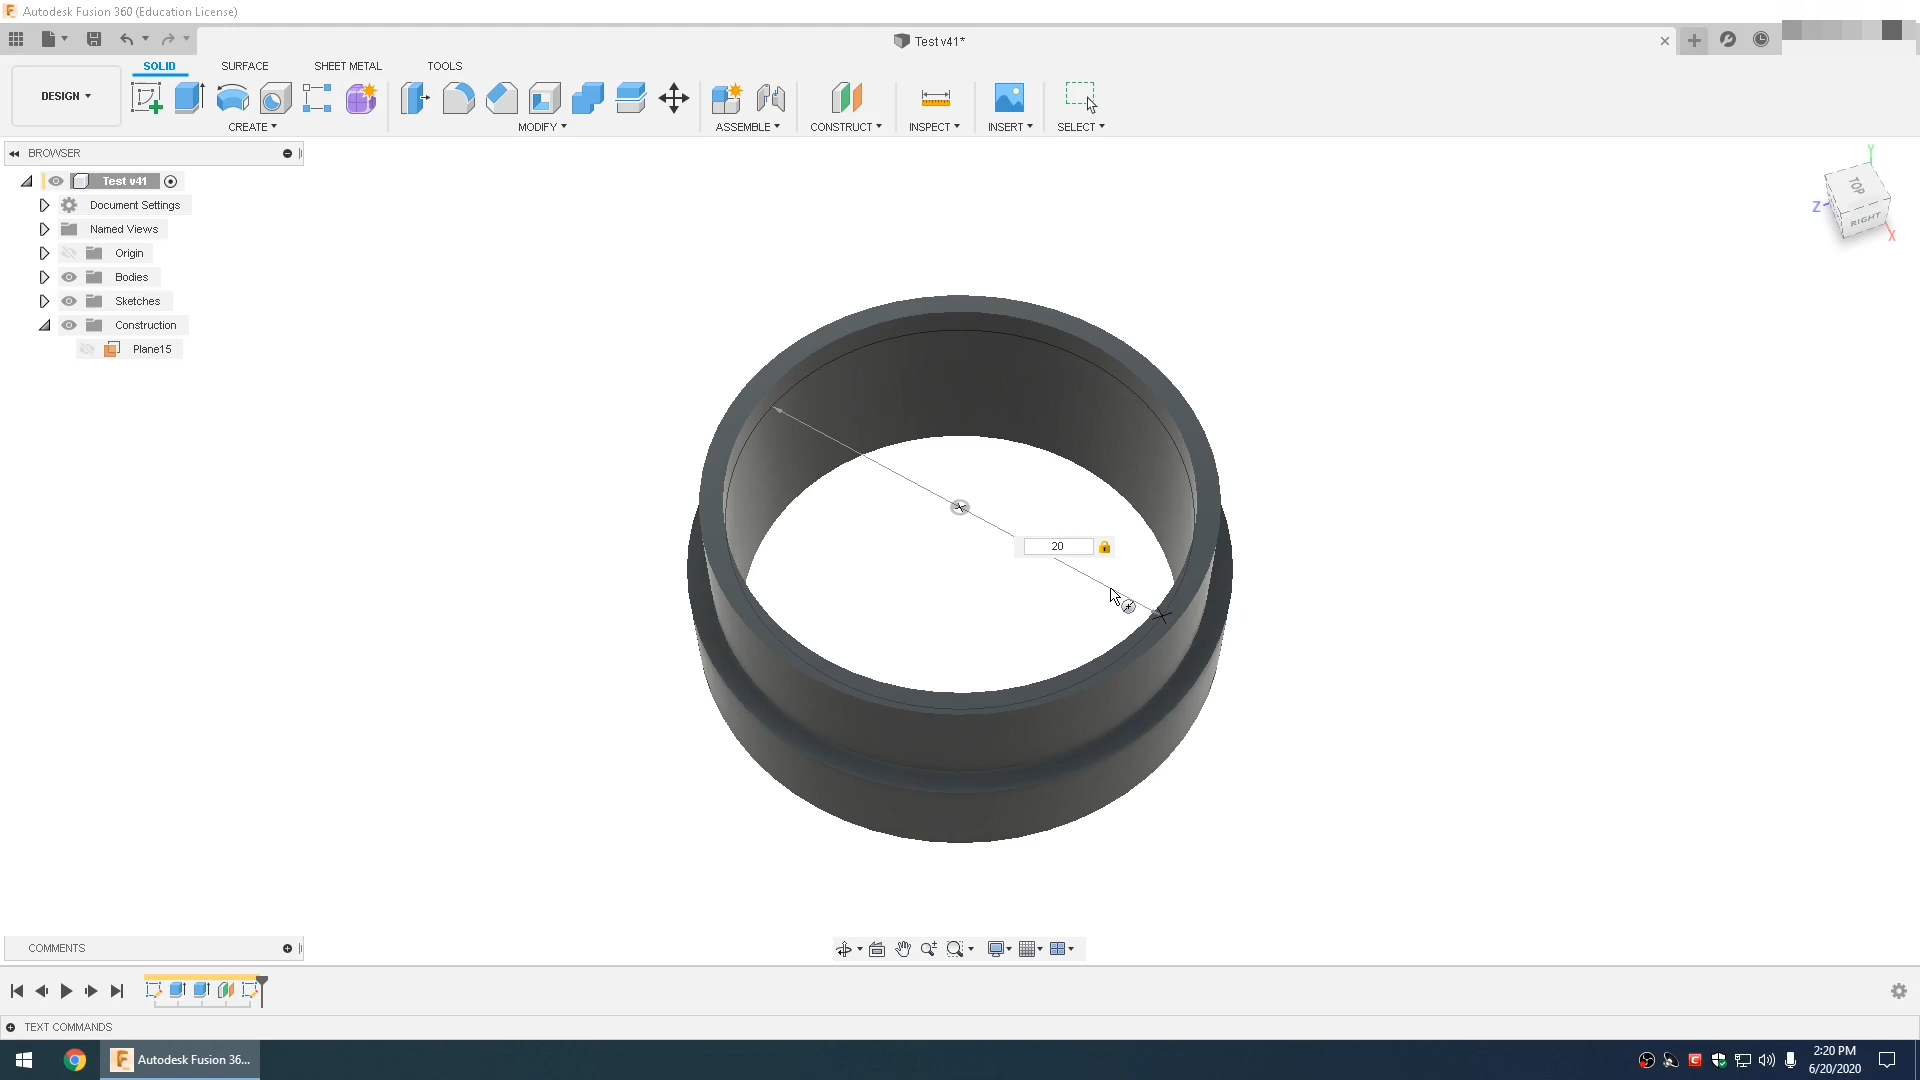 Autodesk Fusion 360 (Education License)
Test v41*
DESIGN
SOLID
SURFACE
SHEET METAL
TOOLS
CREATE
MODIFY
ASSEMBLE
CONSTRUCT
INSPECT
INSERT
SELECT
BROWSER
Test v41
Document Settings
Named Views
Origin
Bodies
Sketches
Construction
Plane15
Y
TOP
Z
RIGHT
X
20
COMMENTS
TEXT COMMANDS
Autodesk Fusion 36...
2:20 PM
6/20/2020